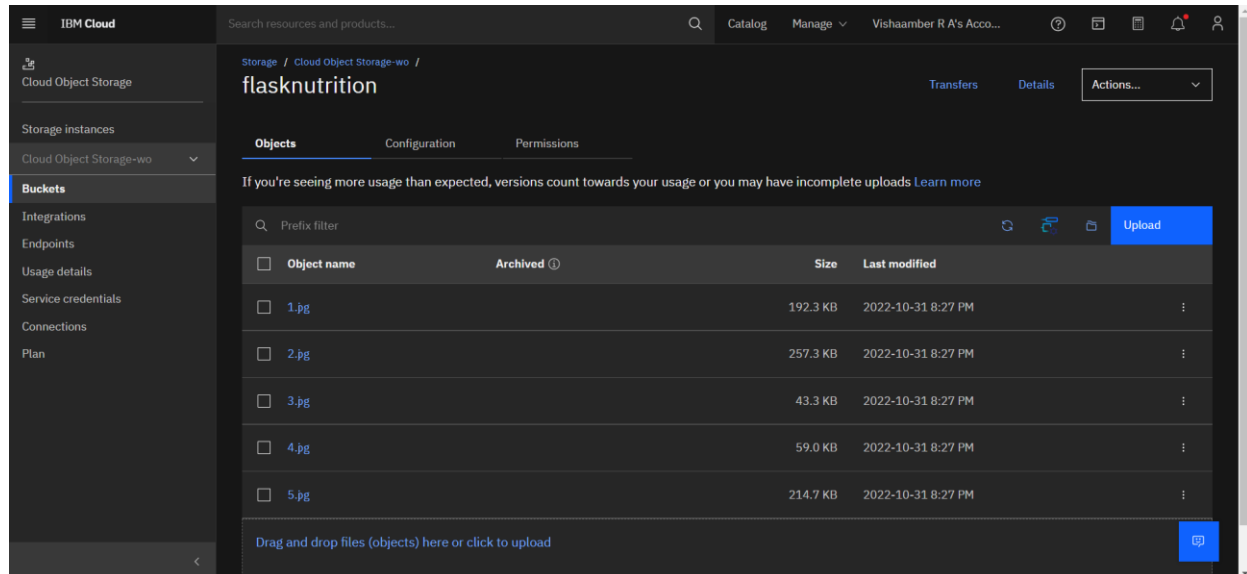 IBM Cloud
Search resources and products...
Catalog
Manage
Vishaamber R A's Acco...
Cloud Object Storage
Storage instances
Cloud Object Storage-wo
Buckets
Integrations
Endpoints
Usage details
Service credentials
Connections
Plan
Storage / Cloud Object Storage-wo /
flasknutrition
Transfers
Details
Actions...
Objects
Configuration
Permissions
If you're seeing more usage than expected, versions count towards your usage or you may have incomplete uploads Learn more
Prefix filter
Upload
Object name Archived Size Last modified
1.jpg 192.3 KB 2022-10-31 8:27 PM
2.jpg 257.3 KB 2022-10-31 8:27 PM
3.jpg 43.3 KB 2022-10-31 8:27 PM
4.jpg 59.0 KB 2022-10-31 8:27 PM
5.jpg 214.7 KB 2022-10-31 8:27 PM
Drag and drop files (objects) here or click to upload